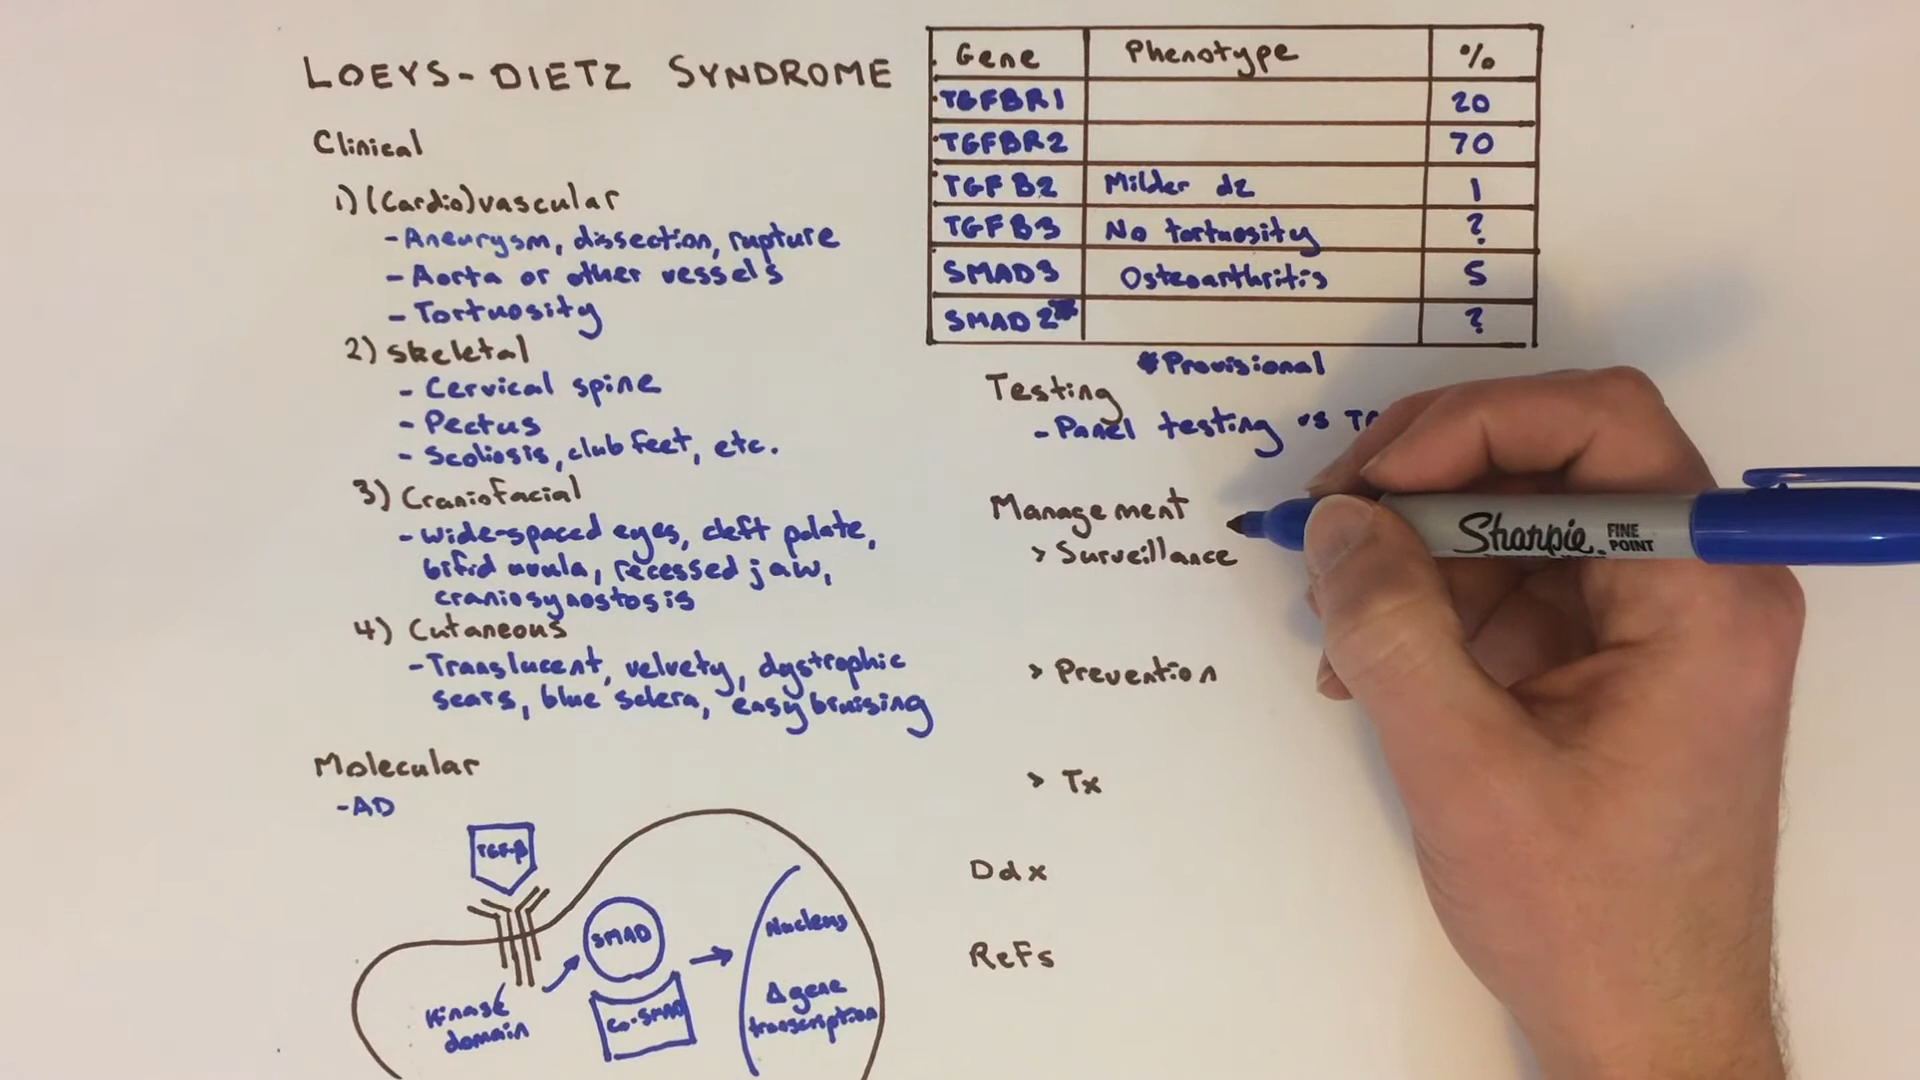 LOEYS-DIETZ SYNDROME
Clinical
1) (Cardio)vascular
- Aneurysm, dissection, rupture
- Aorta or other vessels
- Tortuosity
2) Skeletal
- Cervical spine
- Pectus
- Scoliosis, club feet, etc.
3) Craniofacial
- Wide-spaced eyes, cleft palate,
bifid uvula, recessed jaw,
craniosynostosis
4) Cutaneous
- Translucent, velvety, dystrophic
scars, blue sclera, easy bruising
Molecular
- AD
TGF-β
SMAD
Co-SMAD
Kinase
domain
Nucleus
Δ gene
transcription
Gene Phenotype %
TGFBR1 20
TGFBR2 70
TGFB2 Milder dz 1
TGFB3 No tortuosity ?
SMAD3 Osteoarthritis 5
SMAD2* ?
*Provisional
Testing
- Panel testing vs
Management
> Surveillance
> Prevention
> Tx
Ddx
Refs
Sharpie. FINE
POINT